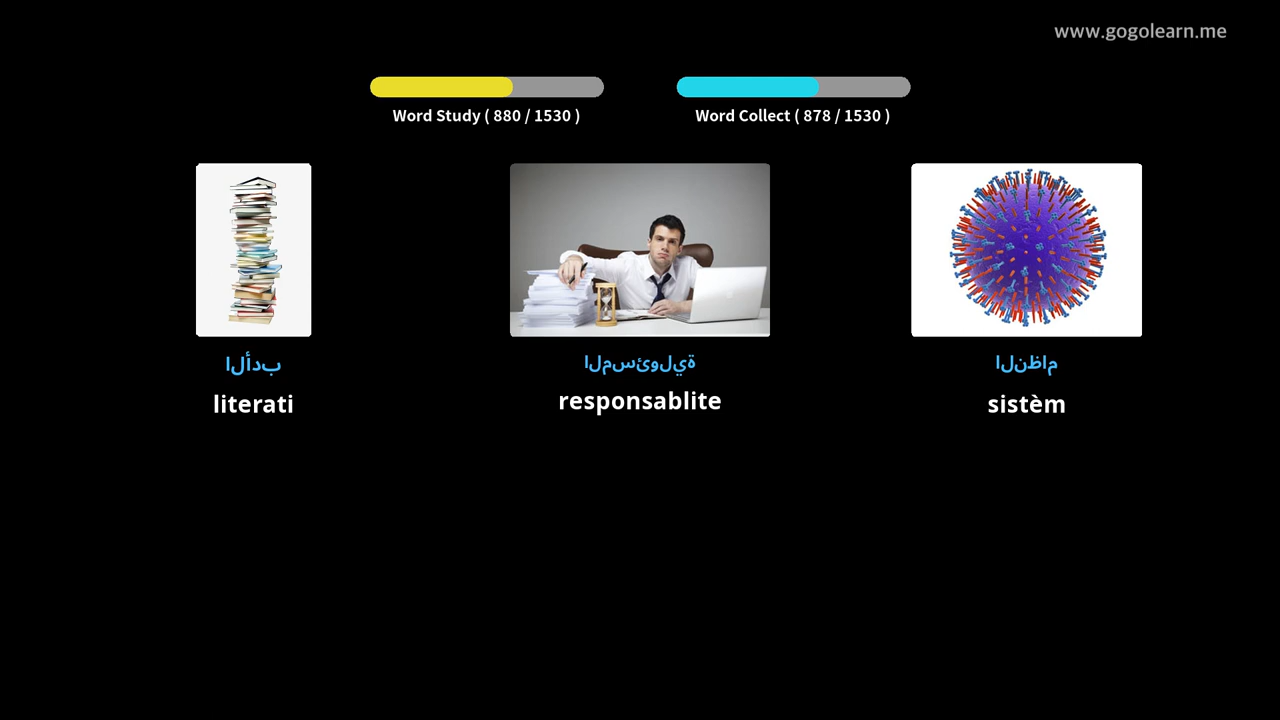 www.gogolearn.me
Word Study ( 880 / 1530 )
Word Collect ( 878 / 1530 )
الأدب
المسئولية
النظام
literati
responsablite
sistèm